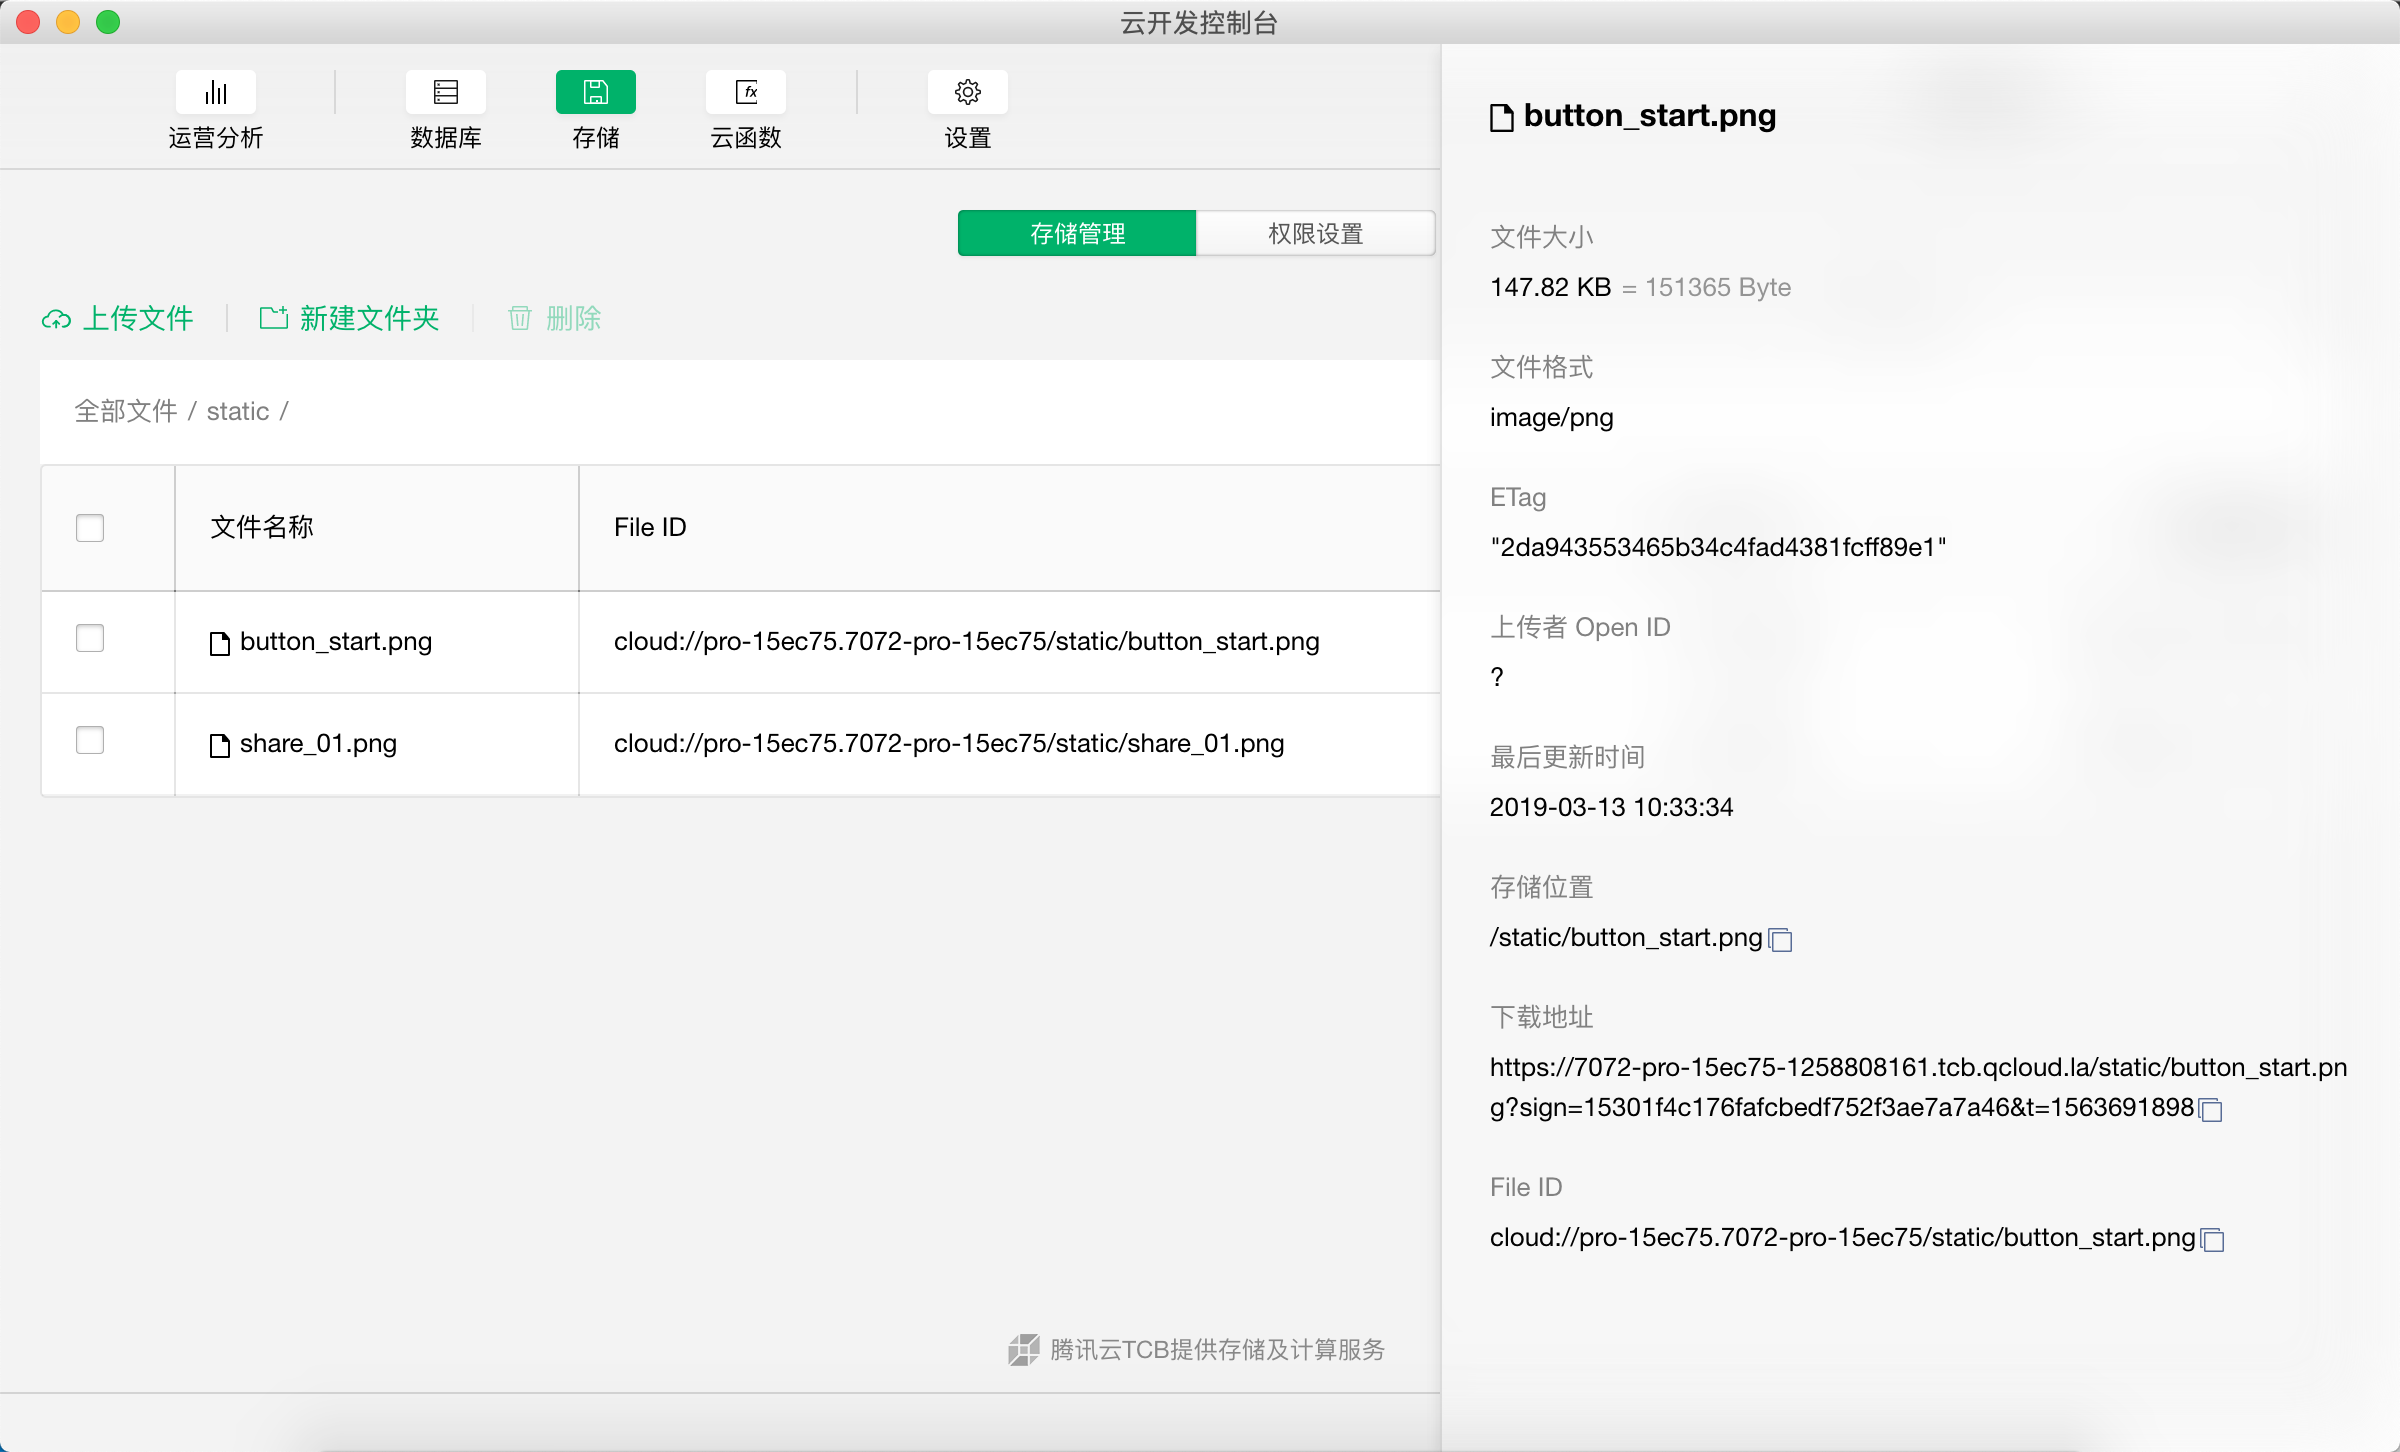 云开发控制台
运营分析
数据库
存储
云函数
设置
存储管理
权限设置
上传文件
新建文件夹
删除
全部文件 / static /
文件名称
File ID
button_start.png
cloud://pro-15ec75.7072-pro-15ec75/static/button_start.png
share_01.png
cloud://pro-15ec75.7072-pro-15ec75/static/share_01.png
腾讯云TCB提供存储及计算服务
button_start.png
文件大小
147.82 KB = 151365 Byte
文件格式
image/png
ETag
"2da943553465b34c4fad4381fcff89e1"
上传者 Open ID
?
最后更新时间
2019-03-13 10:33:34
存储位置
/static/button_start.png
下载地址
https://7072-pro-15ec75-1258808161.tcb.qcloud.la/static/button_start.pn
g?sign=15301f4c176fafcbedf752f3ae7a7a46&t=1563691898
File ID
cloud://pro-15ec75.7072-pro-15ec75/static/button_start.png